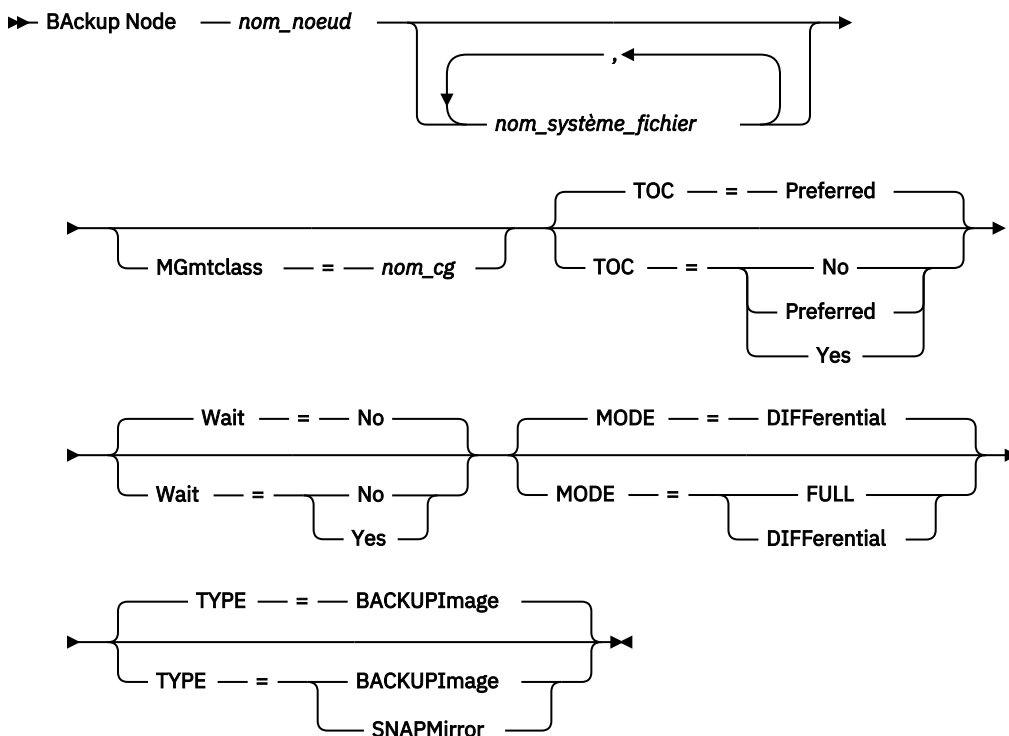 BAckup Node nom_noeud
,
nom_système_fichier
TOC = Preferred
MGmtclass = nom_cg TOC = No
Preferred
Yes
Wait = No MODE = DIFFerential
Wait = No MODE = FULL
Yes DIFFerential
TYPE = BACKUPImage
TYPE = BACKUPImage
SNAPMirror